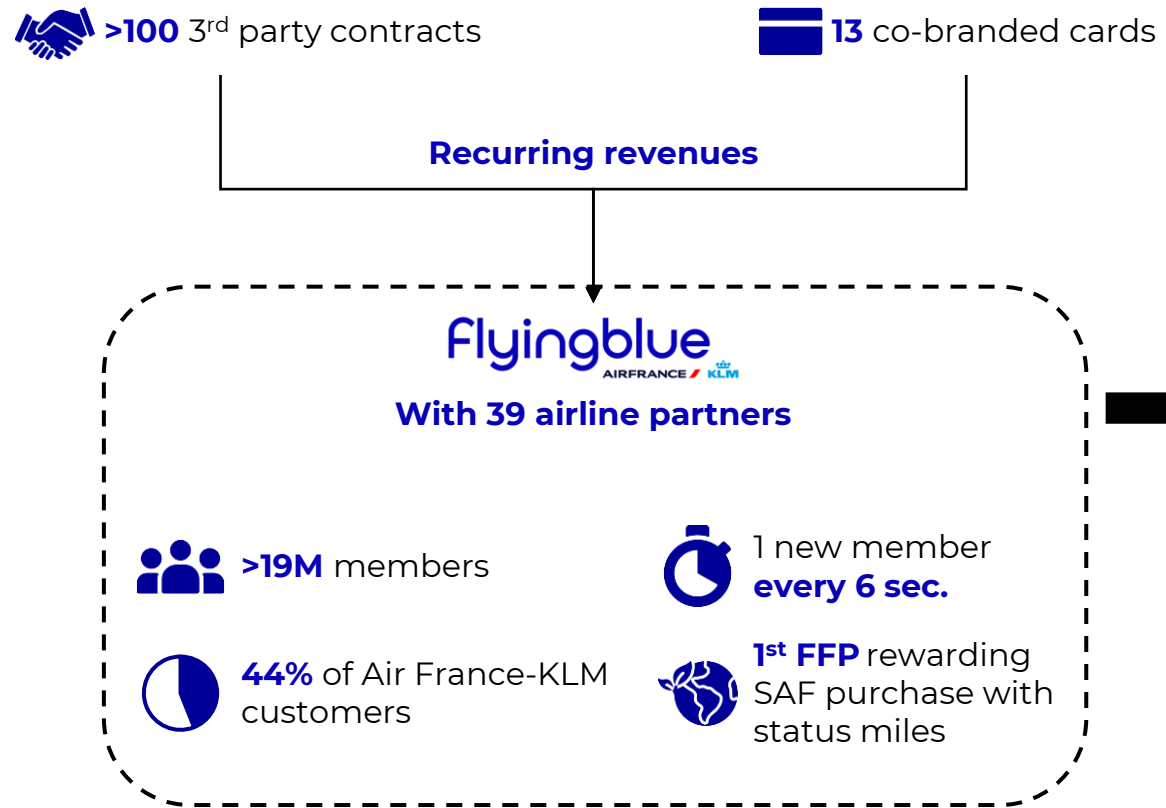 >100 3rd party contracts
13 co-branded cards
Recurring revenues
Flyingblue
AIRFRANCE KLM
With 39 airline partners
>19M members
1 new member
every 6 sec.
44% of Air France-KLM
customers
1st FFP rewarding
SAF purchase with
status miles